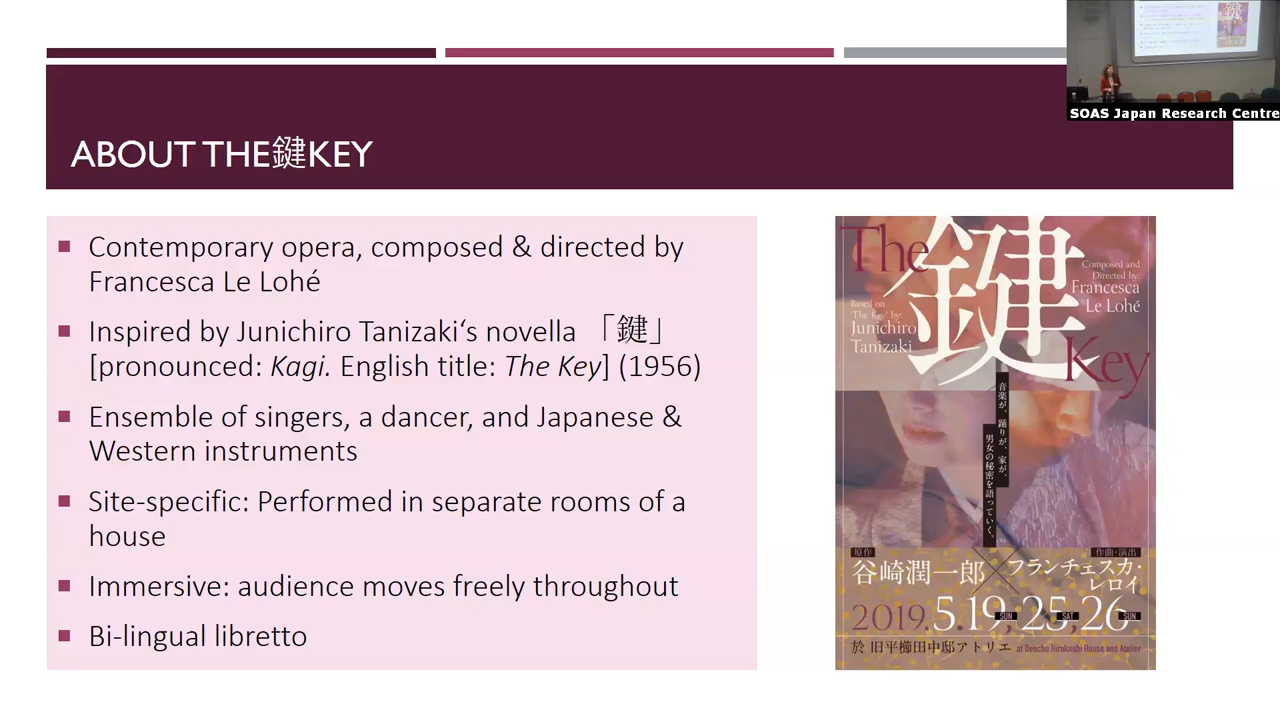 SOAS Japan Research Centre
ABOUT THE鍵KEY
Contemporary opera, composed & directed by
Francesca Le Lohé
Inspired by Junichiro Tanizaki‘s novella 「鍵」
[pronounced: Kagi. English title: The Key] (1956)
Ensemble of singers, a dancer, and Japanese &
Western instruments
Site-specific: Performed in separate rooms of a
house
Immersive: audience moves freely throughout
Bi-lingual libretto
The
鍵
Key
Composed and
Directed by:
Francesca
Le Lohé
Based on
'The Key' by:
Junichiro
Tanizaki
音楽が、踊りが、家が、
男女の秘密を語っていく。
原作
谷崎潤一郎
作曲・演出
フランチェスカ・
レロイ
2019.5.19 SUN, 25 SAT, 26 SUN
於 旧平櫛田中邸アトリエ at Denchu Hirakushi House and Atelier